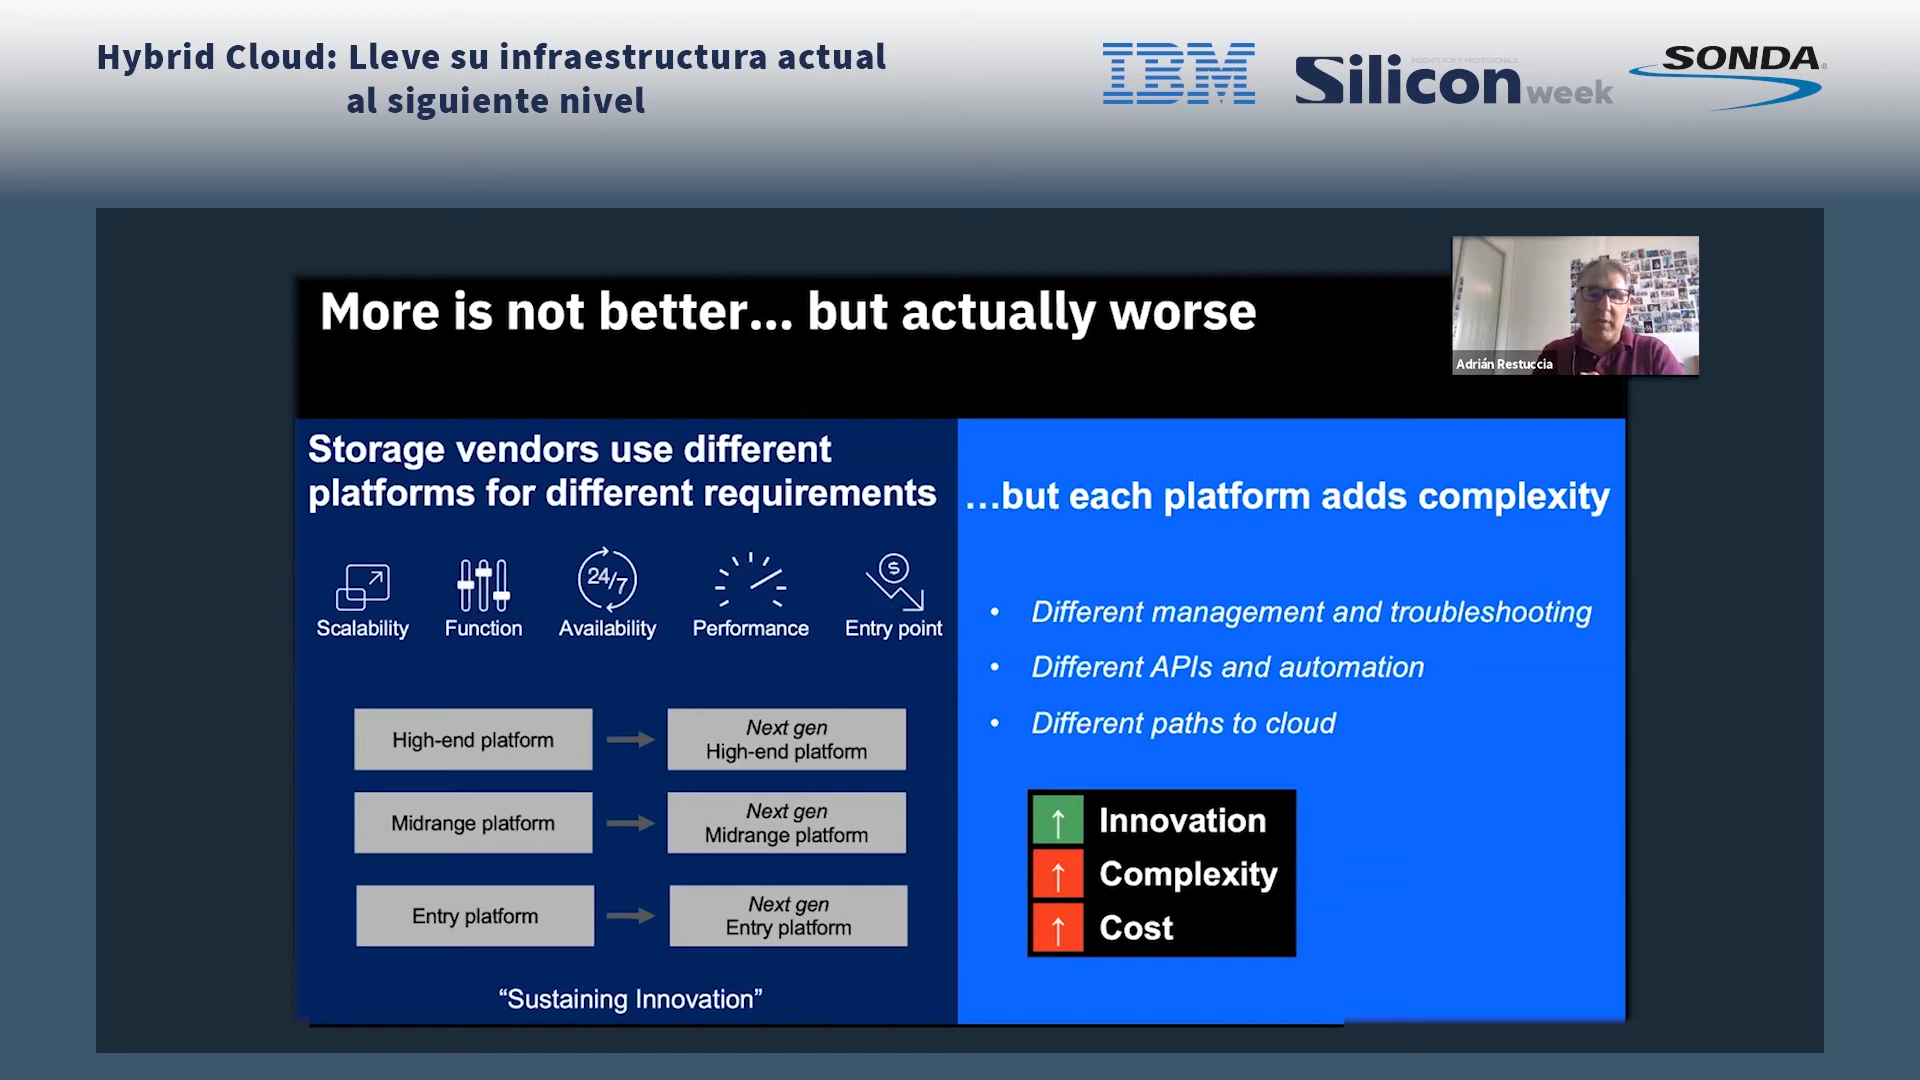 Hybrid Cloud: Lleve su infraestructura actual
al siguiente nivel
IBM
INSIGHTS FOR IT PROFESSIONALS
Silicon week
SONDA
More is not better... but actually worse
Adrián Restuccia
Storage vendors use different
platforms for different requirements
Scalability
Function
24/7
Availability
Performance
$
Entry point
High-end platform
Next gen
High-end platform
Midrange platform
Next gen
Midrange platform
Entry platform
Next gen
Entry platform
“Sustaining Innovation”
...but each platform adds complexity
• Different management and troubleshooting
• Different APIs and automation
• Different paths to cloud
↑ Innovation
↑ Complexity
↑ Cost